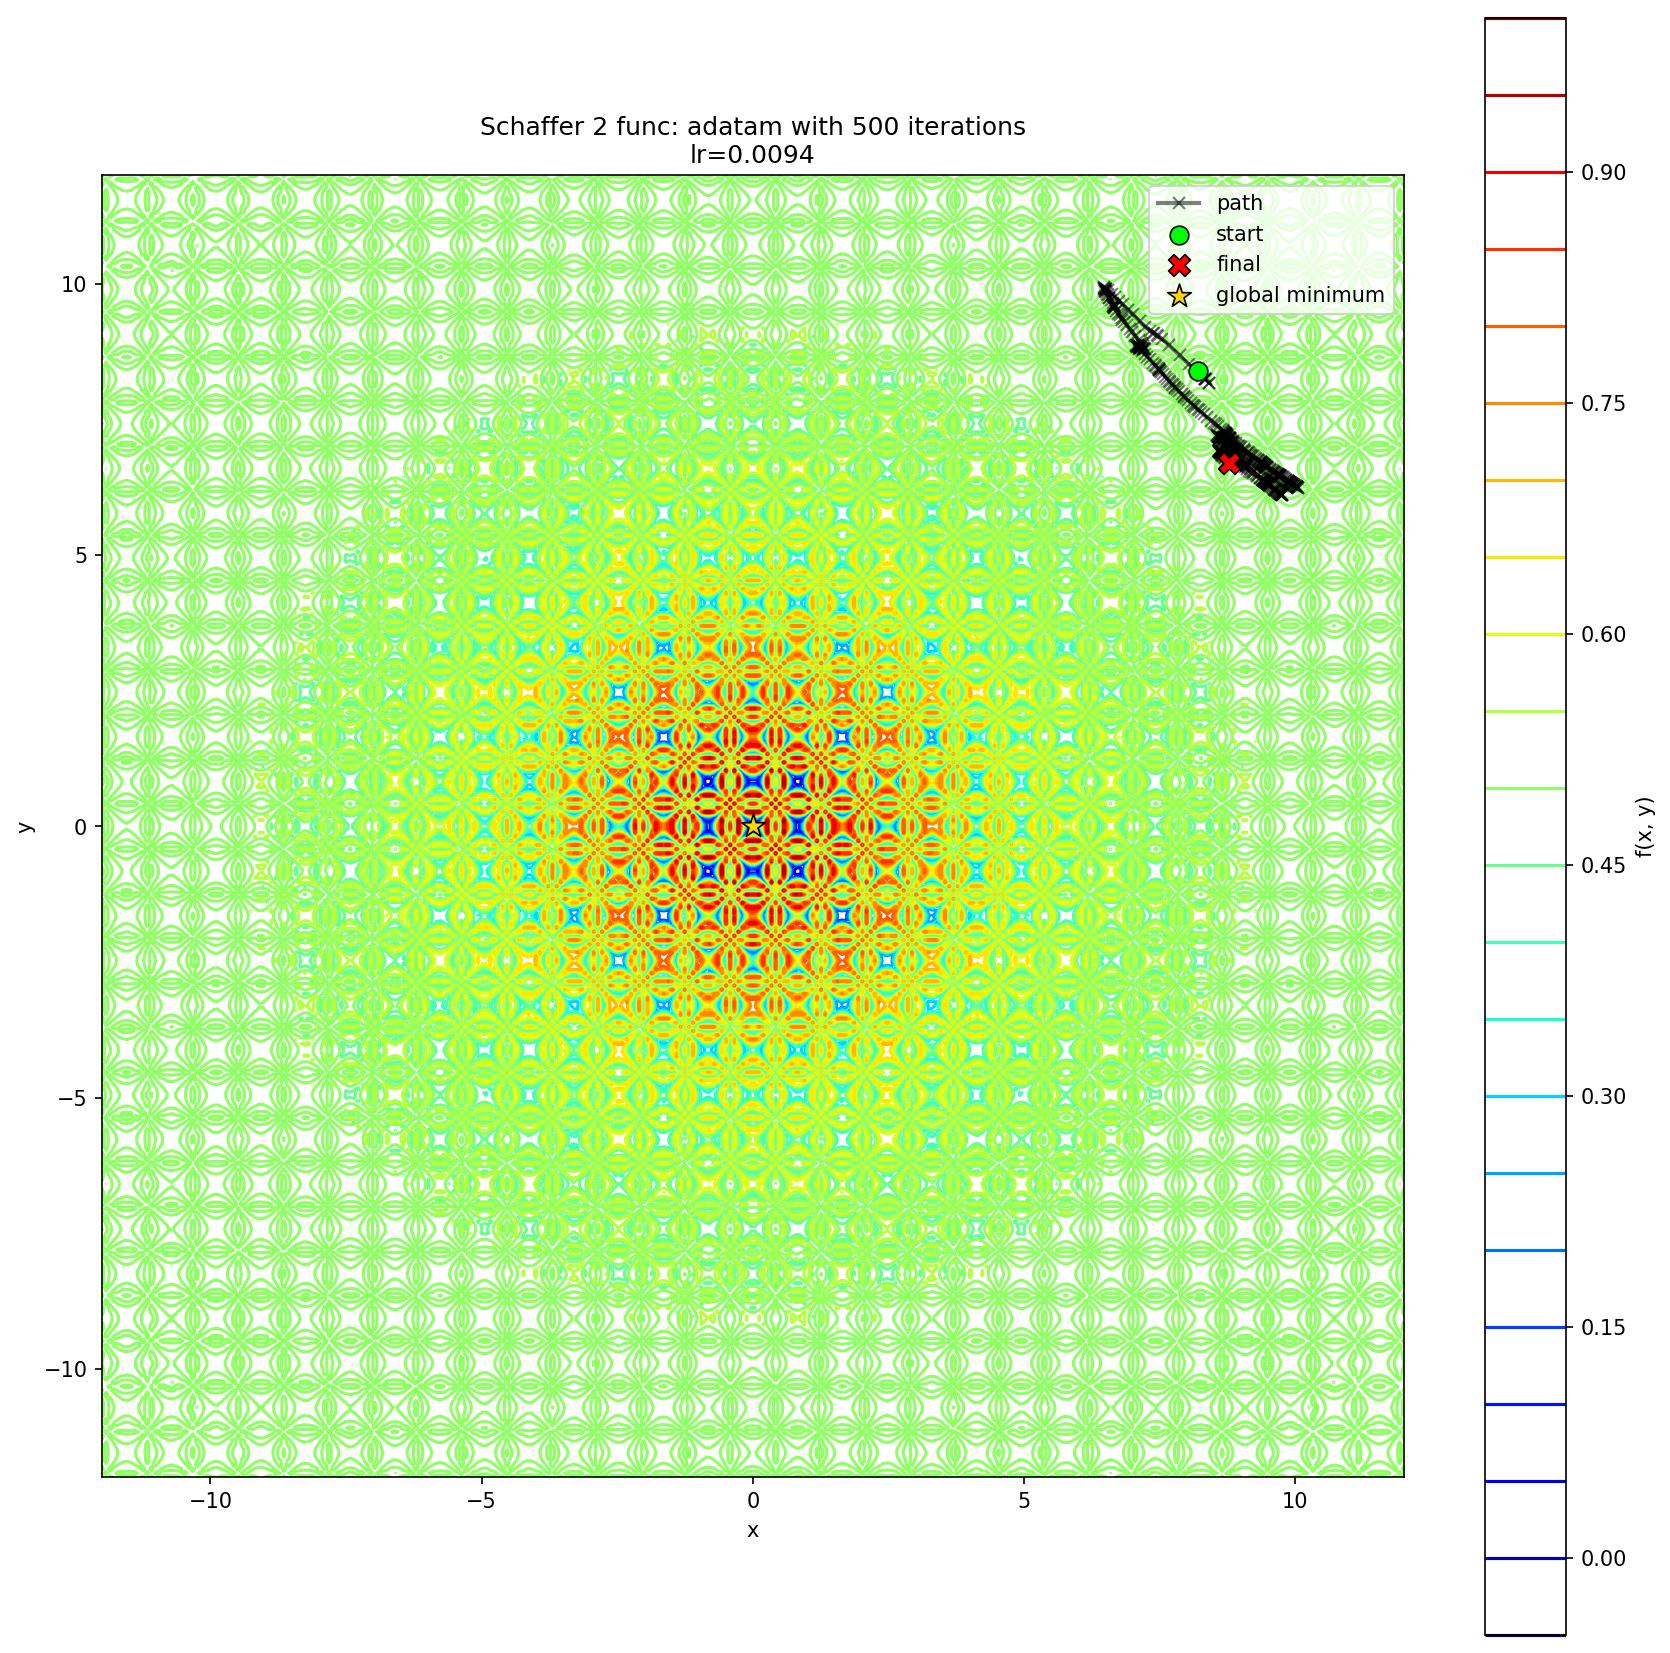 Schaffer 2 func: adatam with 500 iterations
lr=0.0094
path
start
final
global minimum
10
5
0
−5
−10
y
−10
−5
0
5
10
x
0.90
0.75
0.60
0.45
0.30
0.15
0.00
f(x, y)